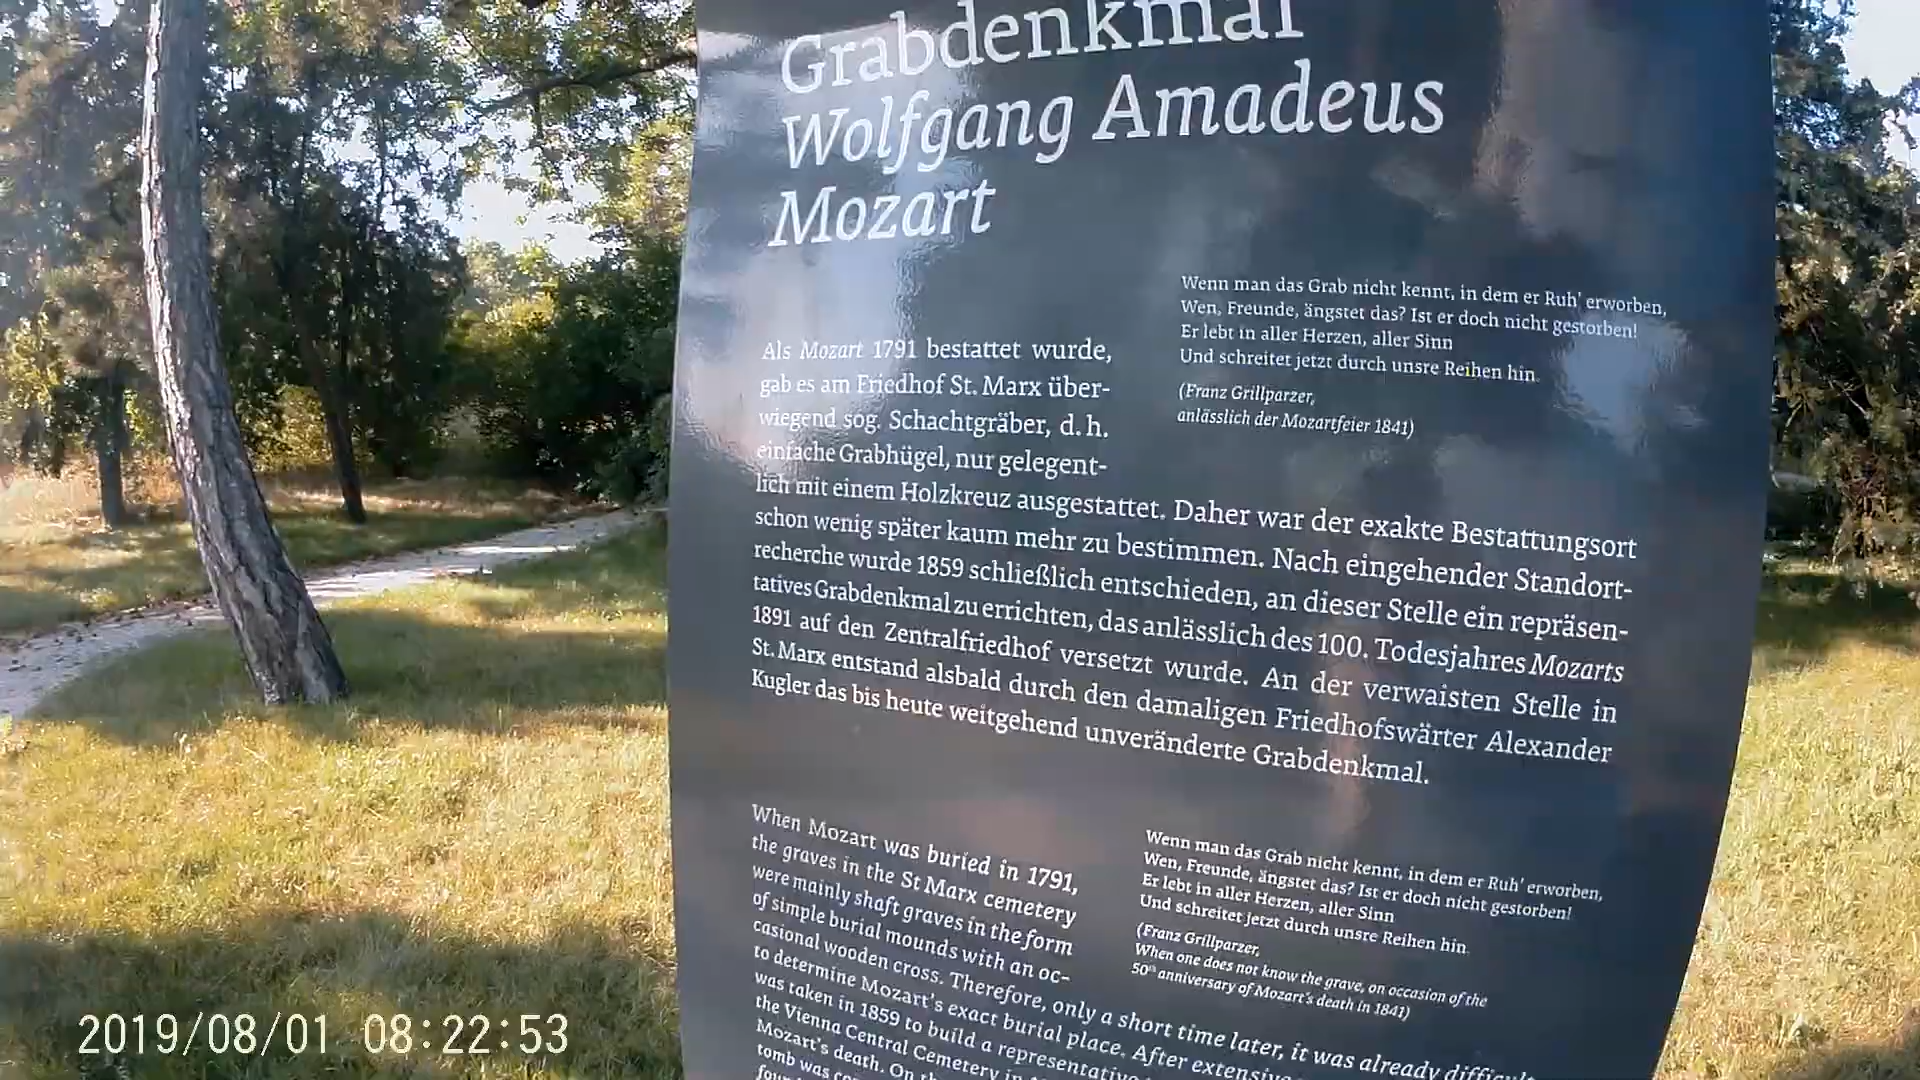 Grabdenkmal
Wolfgang Amadeus
Mozart
Wenn man das Grab nicht kennt, in dem er Ruh' erworben,
Wen, Freunde, ängstet das? Ist er doch nicht gestorben!
Er lebt in aller Herzen, aller Sinn
Und schreitet jetzt durch unsre Reihen hin.
(Franz Grillparzer,
anlässlich der Mozartfeier 1841)
Als Mozart 1791 bestattet wurde,
gab es am Friedhof St. Marx über-
wiegend sog. Schachtgräber, d. h.
einfache Grabhügel, nur gelegent-
lich mit einem Holzkreuz ausgestattet. Daher war der exakte Bestattungsort
schon wenig später kaum mehr zu bestimmen. Nach eingehender Standort-
recherche wurde 1859 schließlich entschieden, an dieser Stelle ein repräsen-
tatives Grabdenkmal zu errichten, das anlässlich des 100. Todesjahres Mozarts
1891 auf den Zentralfriedhof versetzt wurde. An der verwaisten Stelle in
St. Marx entstand alsbald durch den damaligen Friedhofswärter Alexander
Kugler das bis heute weitgehend unveränderte Grabdenkmal.
Wenn man das Grab nicht kennt, in dem er Ruh' erworben,
Wen, Freunde, ängstet das? Ist er doch nicht gestorben!
Er lebt in aller Herzen, aller Sinn
Und schreitet jetzt durch unsre Reihen hin.
(Franz Grillparzer,
When one does not know the grave, on occasion of the
50th anniversary of Mozart's death in 1841)
When Mozart was buried in 1791,
the graves in the St Marx cemetery
were mainly shaft graves in the form
of simple burial mounds with an oc-
casional wooden cross. Therefore, only a short time later, it was already difficult
to determine Mozart's exact burial place. After extensive
was taken in 1859 to build a representative
the Vienna Central Cemetery in
Mozart's death. On
tomb was
2019/08/01 08:22:53